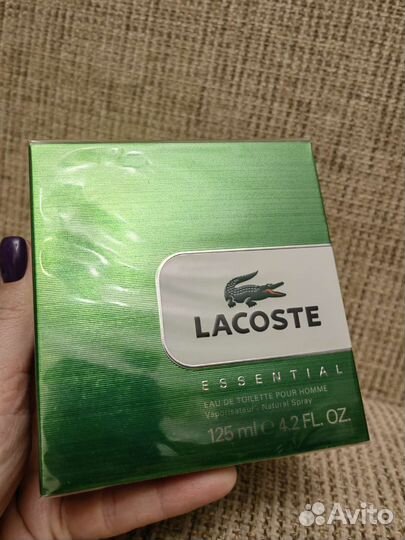 LACOSTE
ESSENTIAL
EAU DE TOILETTE POUR HOMME
Vaporisateur - Natural Spray
125 ml ℮ 4.2 FL. OZ.
Avito